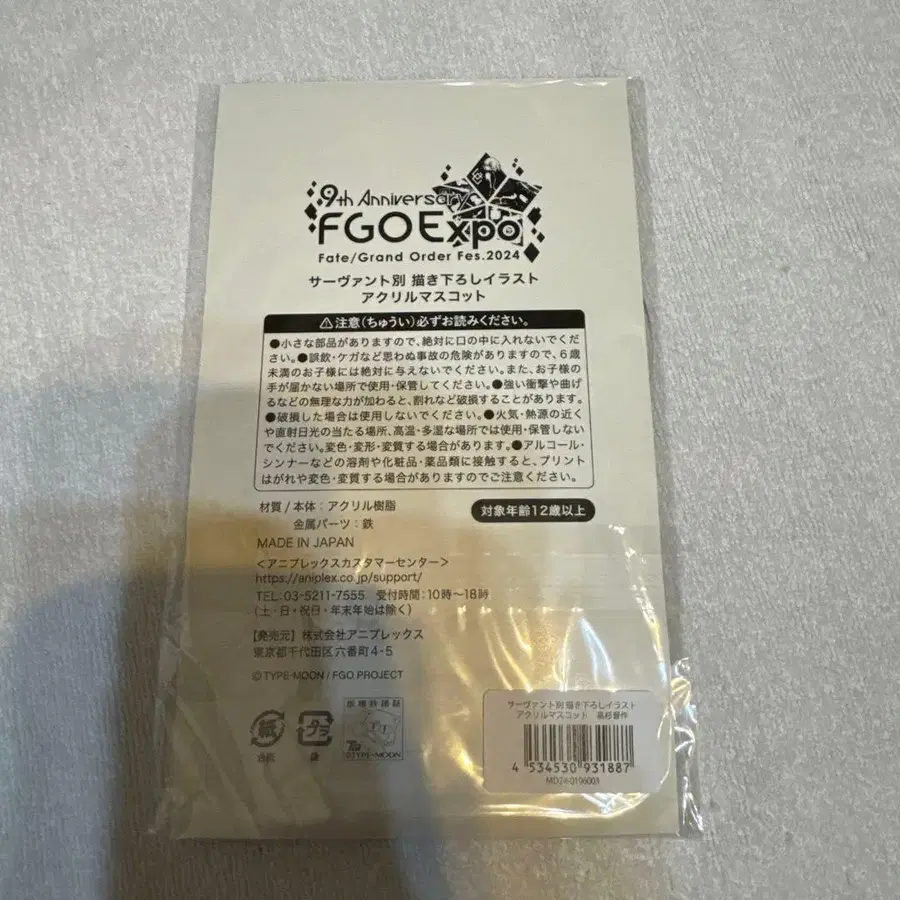 9th Anniversary
FGO Expo
Fate/Grand Order Fes.2024
サーヴァント別 描き下ろしイラスト
アクリルマスコット
⚠注意(ちゅうい)必ずお読みください。
●小さな部品がありますので、絶対に口の中に入れないでくだ
さい。●誤飲・ケガなど思わぬ事故の危険がありますので、6歳
未満のお子様には絶対に与えないでください。また、お子様の
手が届かない場所で使用・保管してください。●強い衝撃や曲げ
るなどの無理な力が加わると、割れなど破損することがあります。
●破損した場合は使用しないでください。●火気・熱源の近く
や直射日光の当たる場所、高温・多湿な場所では使用・保管しない
でください。変色・変形・変質する場合があります。●アルコール・
シンナーなどの溶剤や化粧品・薬品類に接触すると、プリント
はがれや変色・変質する場合がありますのでご注意ください。
材質/本体:アクリル樹脂
金属パーツ:鉄
対象年齢12歳以上
MADE IN JAPAN
<アニプレックスカスタマーセンター>
https://aniplex.co.jp/support/
TEL:03-5211-7555 受付時間:10時~18時
(土・日・祝日・年末年始は除く)
【発売元】株式会社アニプレックス
東京都千代田区六番町4-5
©TYPE-MOON / FGO PROJECT
紙
プラ
台紙
袋
版権許諾証
TYPE-MOON
サーヴァント別 描き下ろしイラスト
アクリルマスコット 高杉晋作
4 534530 931887
MD24-0196003